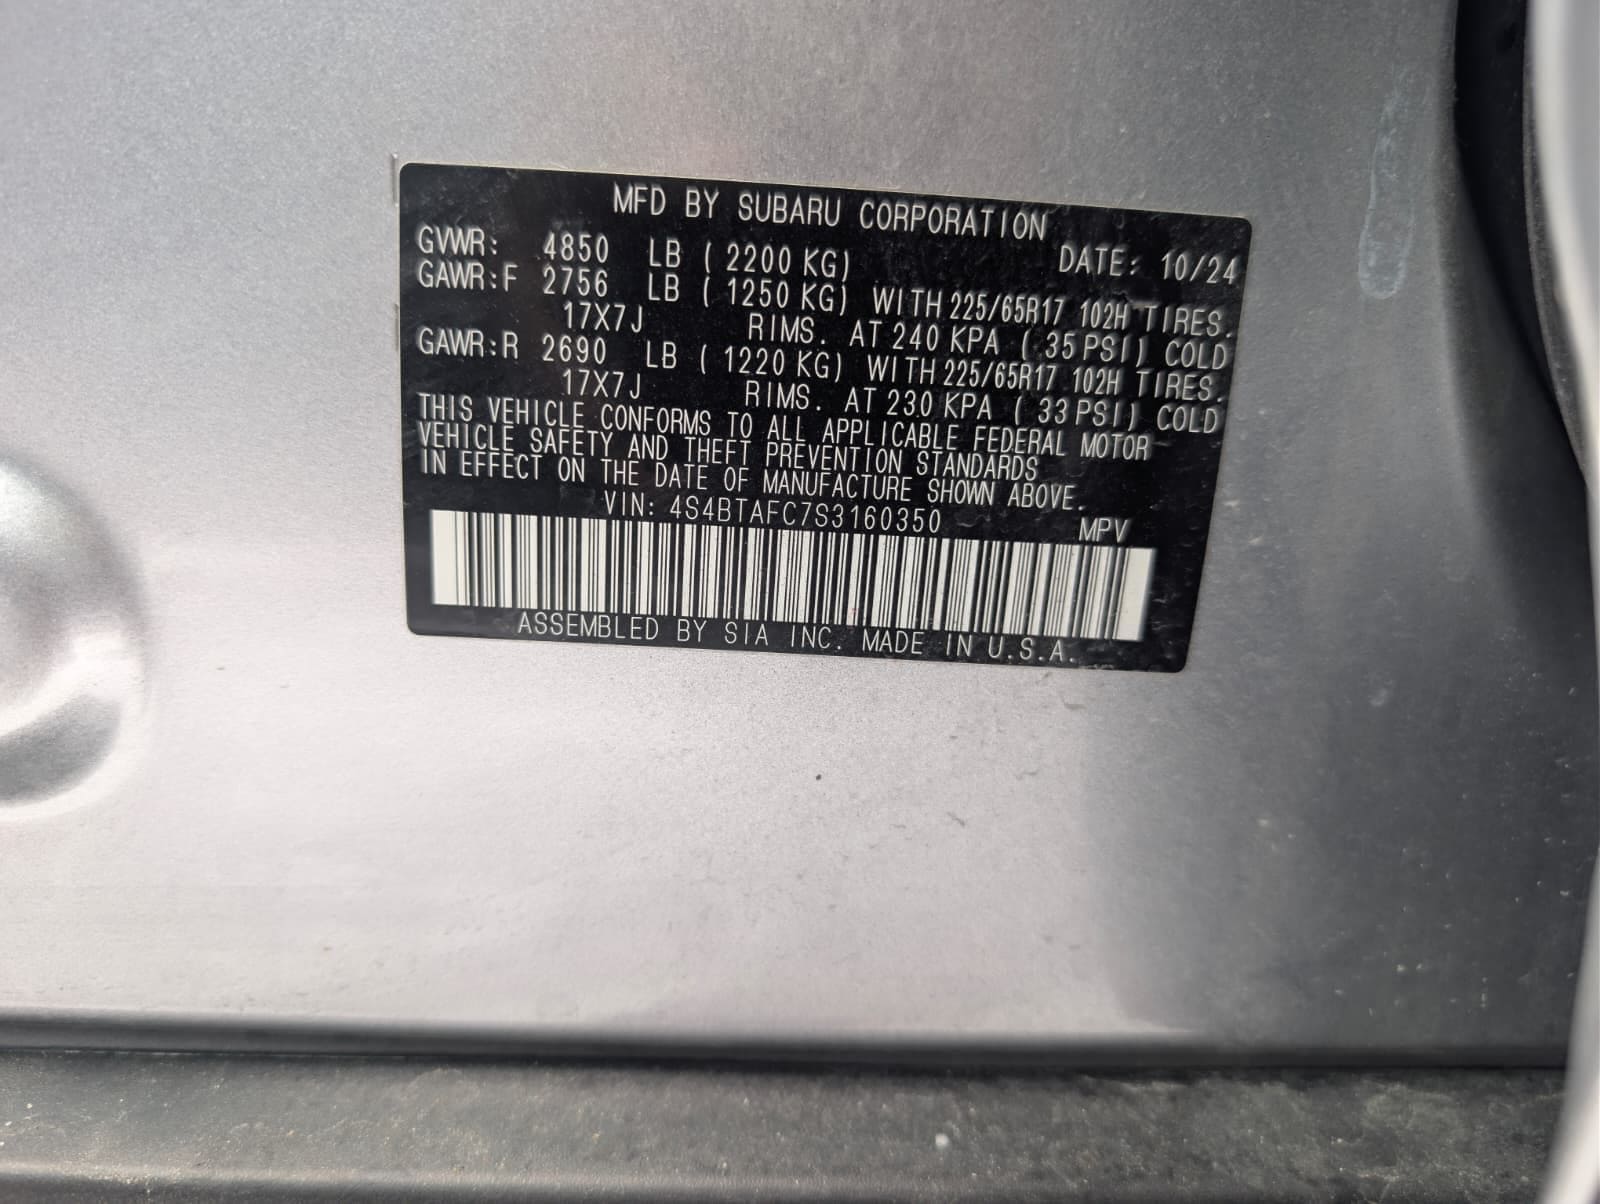 MFD BY SUBARU CORPORATION
GVWR: 4850 LB ( 2200 KG) DATE: 10/24
GAWR:F 2756 LB ( 1250 KG) WITH 225/65R17 102H TIRES.
17X7J RIMS. AT 240 KPA ( 35 PSI) COLD
GAWR:R 2690 LB ( 1220 KG) WITH 225/65R17 102H TIRES.
17X7J RIMS. AT 230 KPA ( 33 PSI) COLD
THIS VEHICLE CONFORMS TO ALL APPLICABLE FEDERAL MOTOR
VEHICLE SAFETY AND THEFT PREVENTION STANDARDS
IN EFFECT ON THE DATE OF MANUFACTURE SHOWN ABOVE.
VIN: 4S4BTAFC7S3160350 MPV
ASSEMBLED BY SIA INC. MADE IN U.S.A.